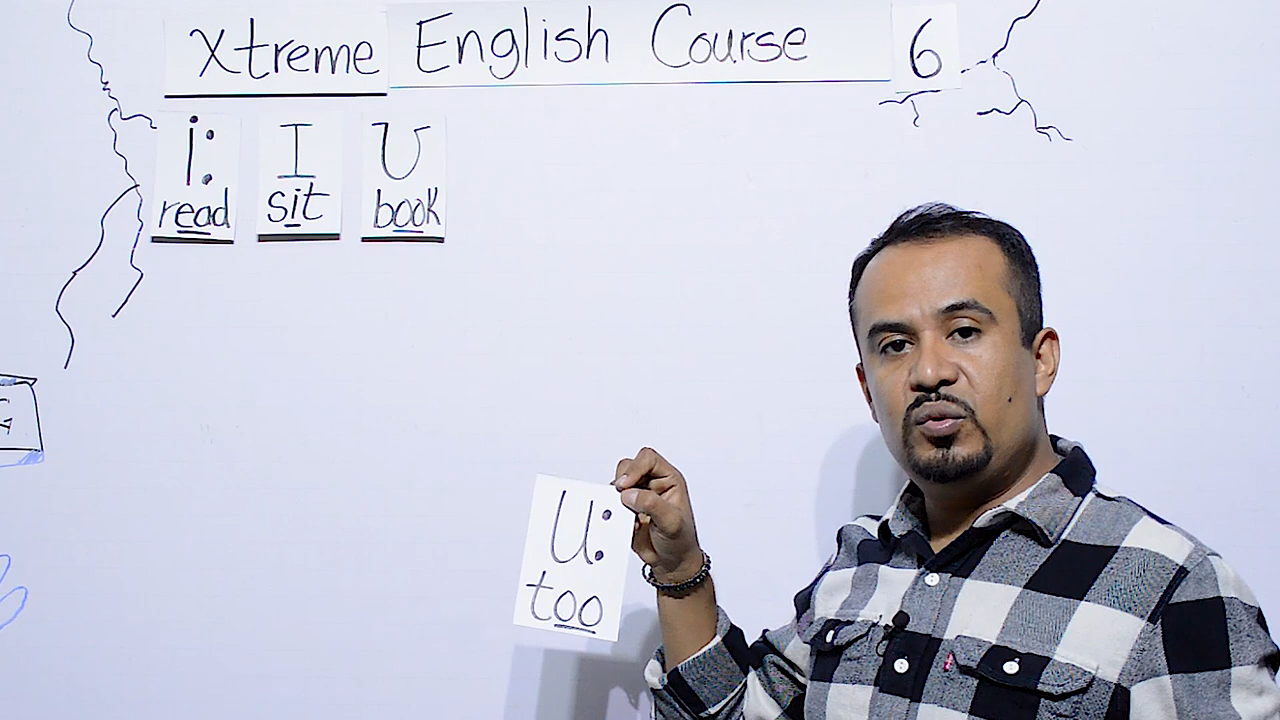 Xtreme English Course 6
i: I ʊ
read sit book
u:
too